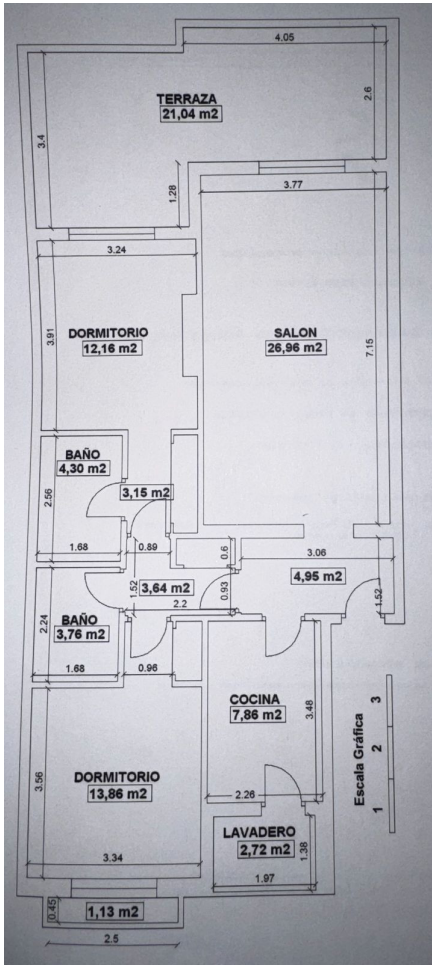 4.05
TERRAZA
21,04 m2
2.6
3.4
1.28
3.77
3.24
DORMITORIO
12,16 m2
3.91
SALON
26,96 m2
7.15
BAÑO
4,30 m2
2.56
3,15 m2
1.68
0.89
0.6
3.06
3,64 m2
1.52
0.93
4,95 m2
1.52
2.2
2.24
BAÑO
3,76 m2
1.68
0.96
COCINA
7,86 m2
3.48
Escala Gráfica
1 2 3
3.56
DORMITORIO
13,86 m2
2.26
LAVADERO
2,72 m2
1.38
3.34
1.97
0.45
1,13 m2
2.5